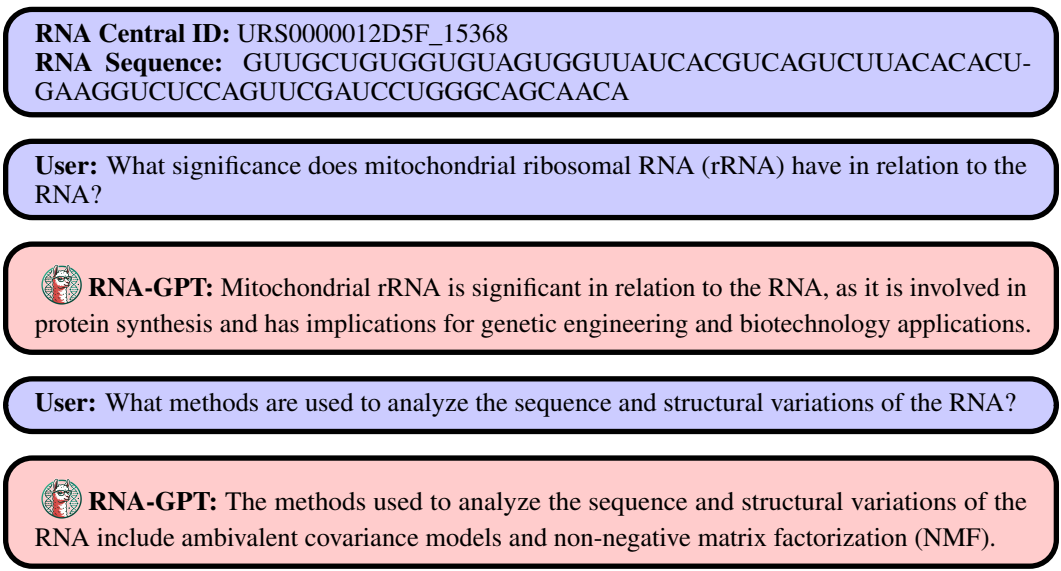 RNA Central ID: URS0000012D5F_15368
RNA Sequence: GUUGCUGUGGUGUAGUGGUUAUCACGUCAGUCUUACACACU-
GAAGGUCUCCAGUUCGAUCCUGGGCAGCAACA
User: What significance does mitochondrial ribosomal RNA (rRNA) have in relation to the
RNA?
RNA-GPT: Mitochondrial rRNA is significant in relation to the RNA, as it is involved in
protein synthesis and has implications for genetic engineering and biotechnology applications.
User: What methods are used to analyze the sequence and structural variations of the RNA?
RNA-GPT: The methods used to analyze the sequence and structural variations of the
RNA include ambivalent covariance models and non-negative matrix factorization (NMF).